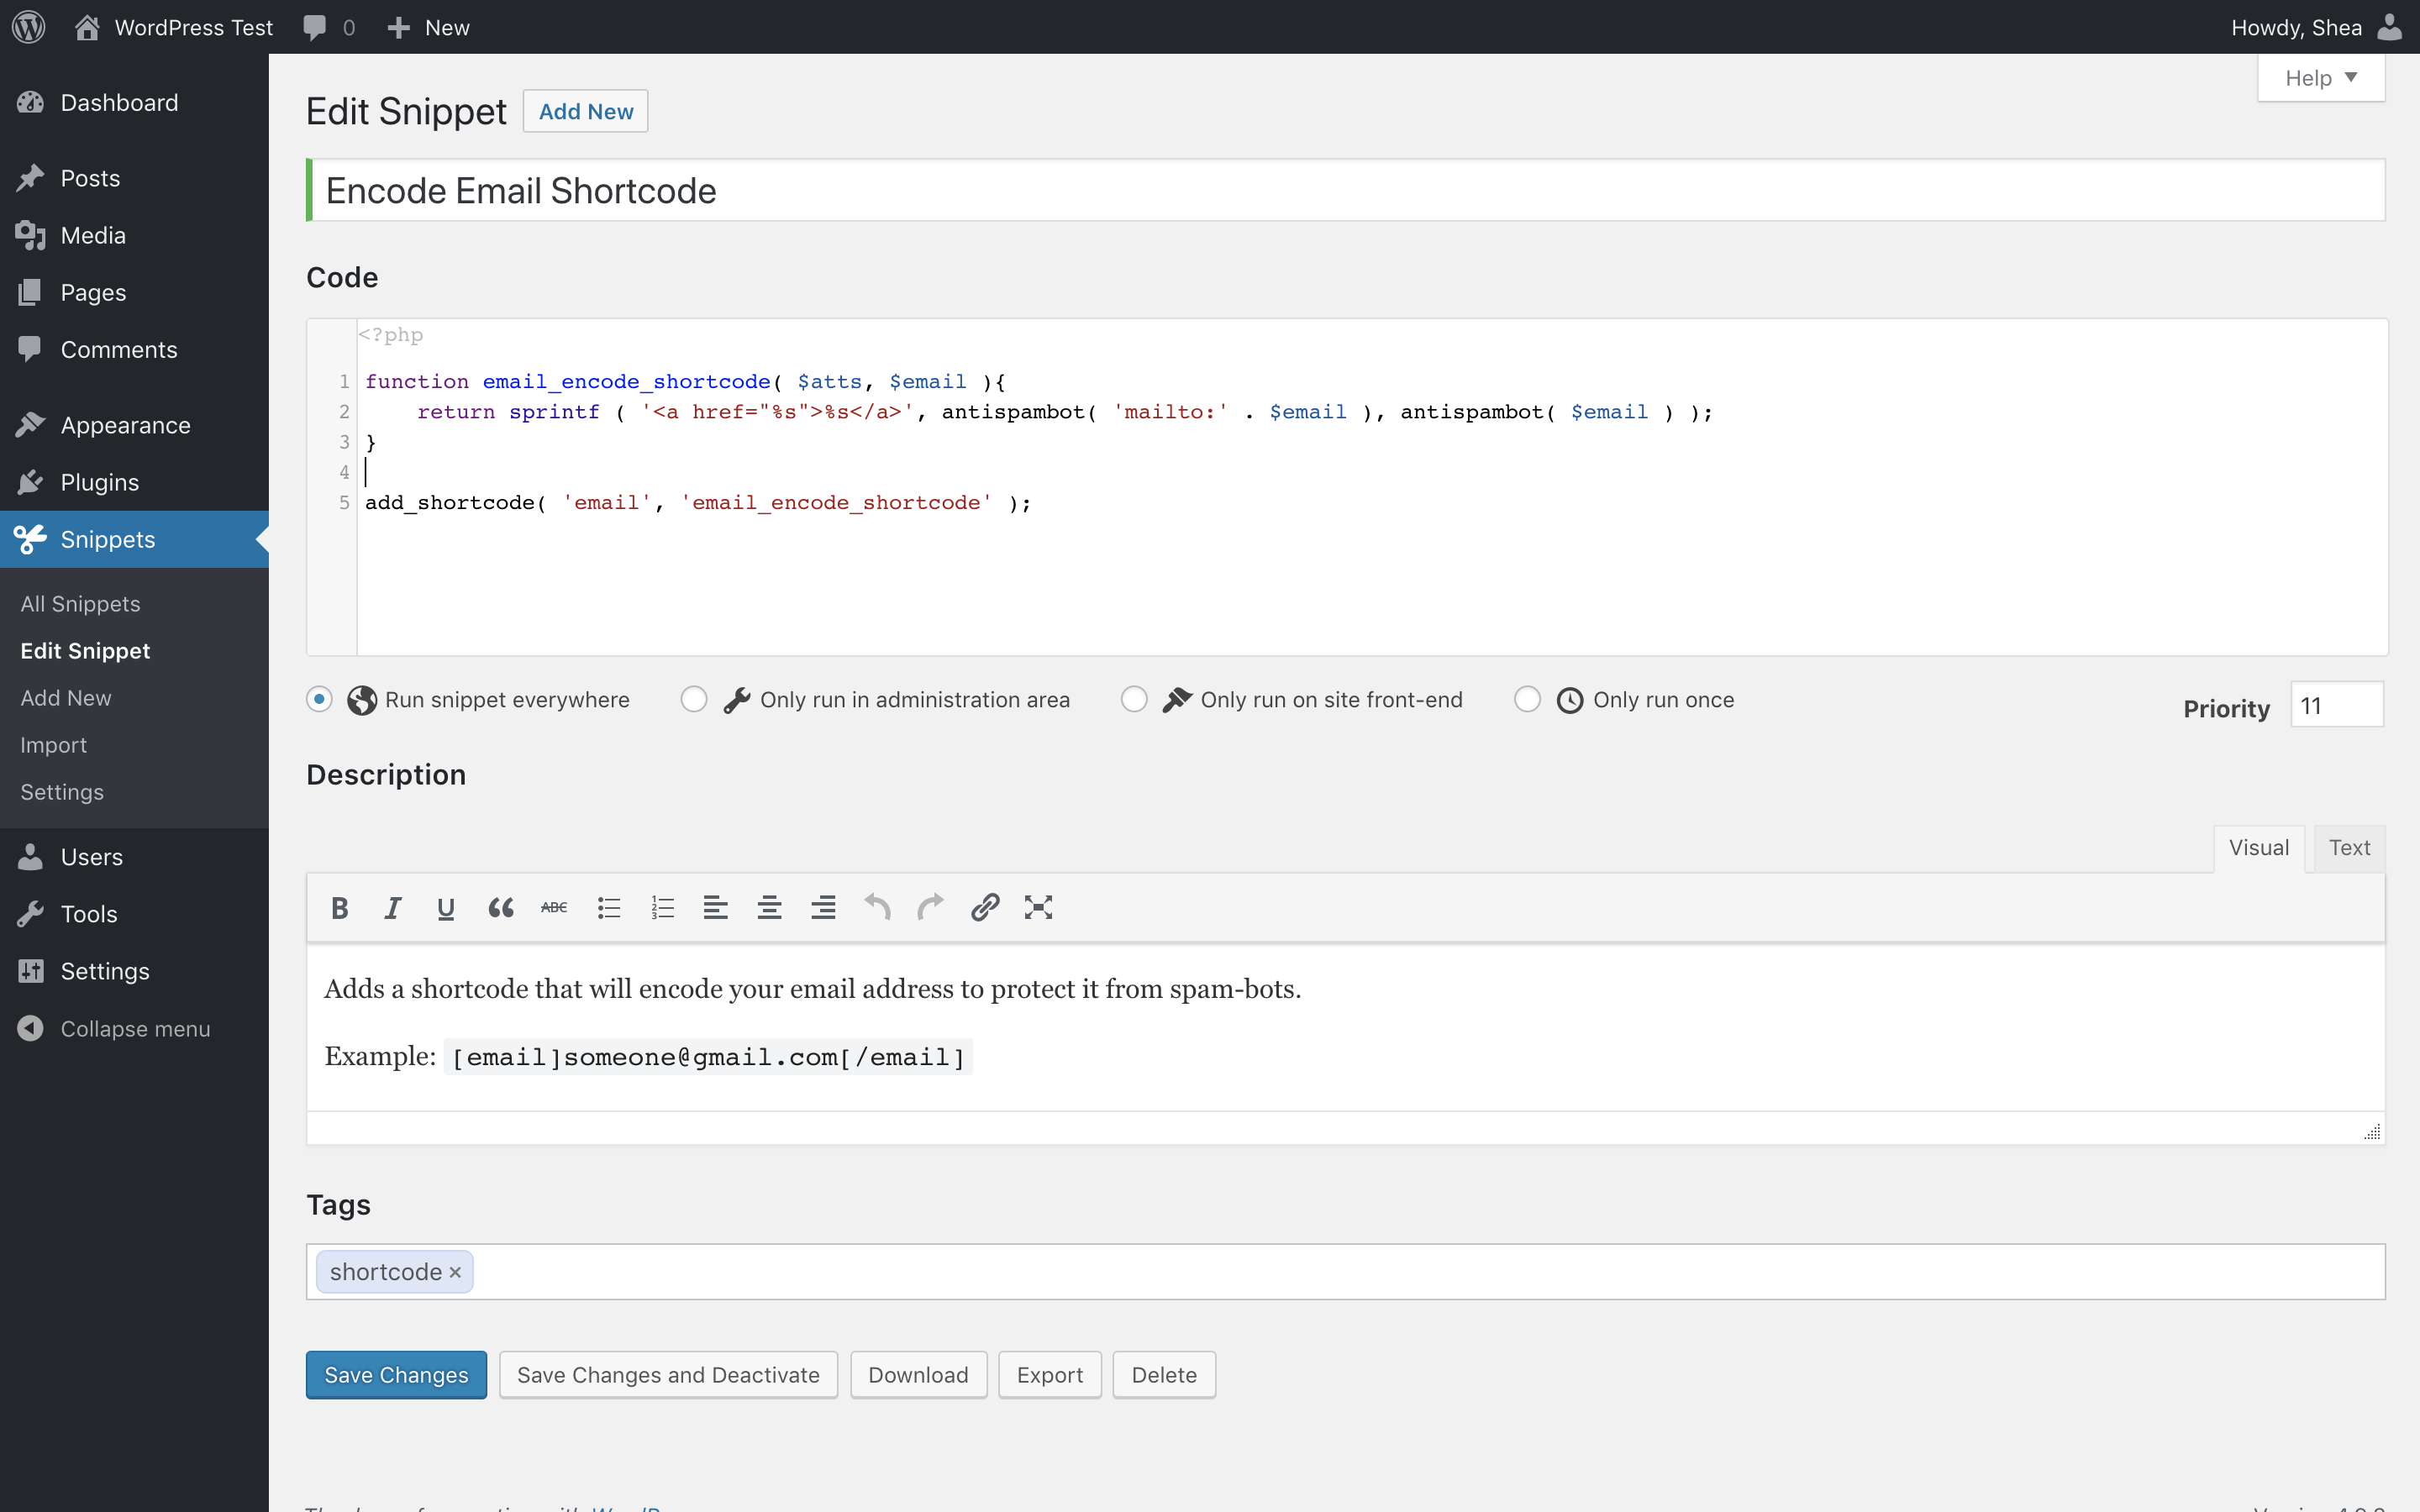 WordPress Test 0 New Howdy, Shea
Help
Dashboard
Posts
Media
Pages
Comments
Appearance
Plugins
Snippets
All Snippets
Edit Snippet
Add New
Import
Settings
Users
Tools
Settings
Collapse menu
Edit Snippet Add New
Encode Email Shortcode
Code
<?php
1 function email_encode_shortcode( $atts, $email ){
2     return sprintf ( '<a href="%s">%s</a>', antispambot( 'mailto:' . $email ), antispambot( $email ) );
3 }
4
5 add_shortcode( 'email', 'email_encode_shortcode' );
Run snippet everywhere Only run in administration area Only run on site front-end Only run once Priority 11
Description
Visual Text
B I U ABC
Adds a shortcode that will encode your email address to protect it from spam-bots.
Example: [email]someone@gmail.com[/email]
Tags
shortcode ×
Save Changes Save Changes and Deactivate Download Export Delete